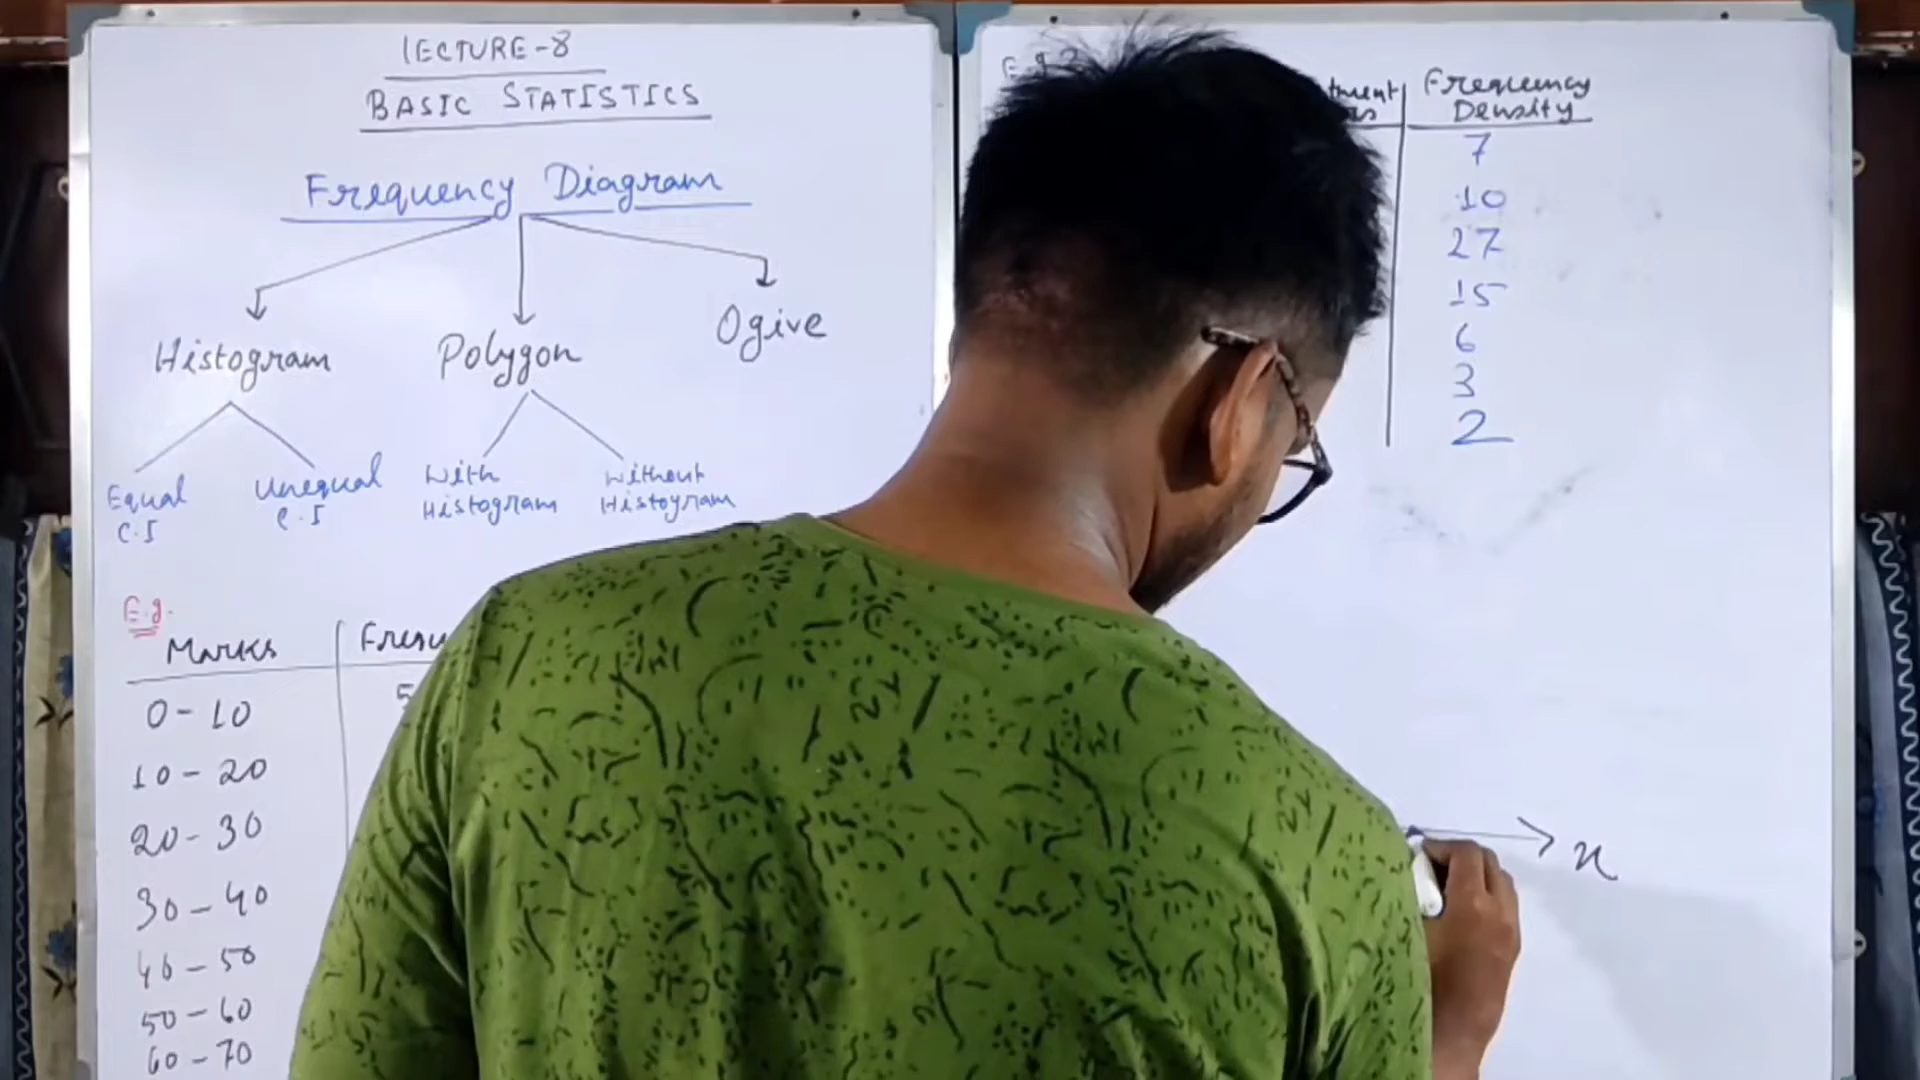 LECTURE-8
BASIC STATISTICS
Frequency Diagram
Histogram Polygon Ogive
Equal C.I
Unequal C.I
With Histogram
Without Histogram
E.g.
Marks
0-10
10-20
20-30
30-40
40-50
50-60
60-70
Frequency Density
7
10
27
15
6
3
2
x